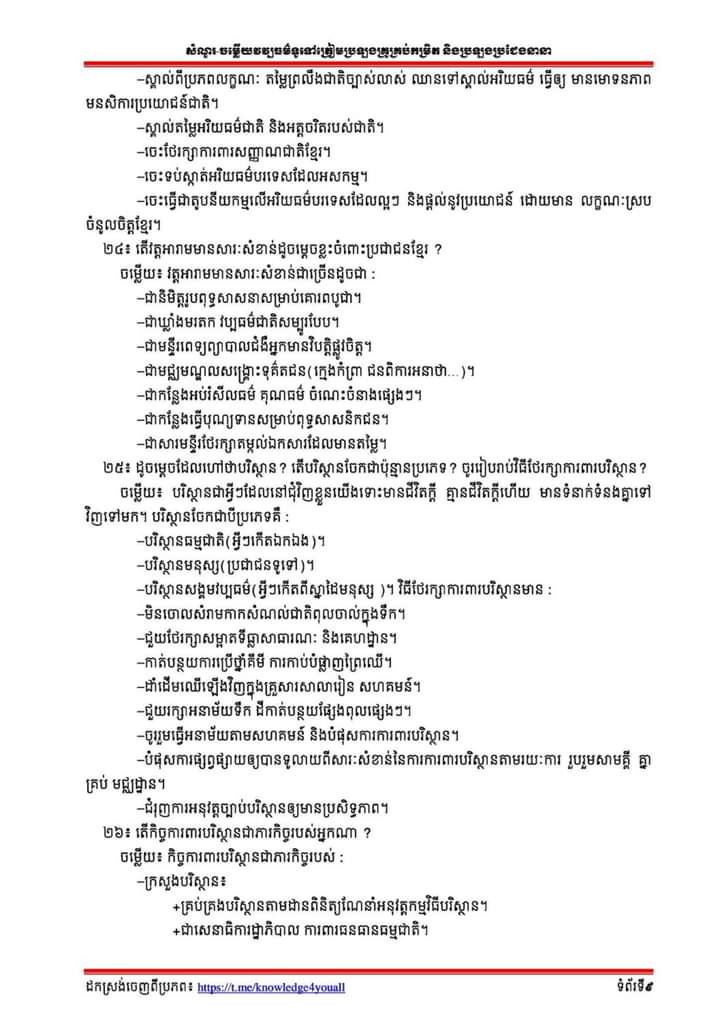 សំណួរ-ចម្លើយវប្បធម៌ទូទៅត្រៀមប្រឡងគ្រូគ្រប់កម្រិត និងប្រឡងប្រជែងនានា
–ស្គាល់ពីប្រភពលក្ខណៈ តម្លៃព្រលឹងជាតិច្បាស់លាស់ ឈានទៅស្គាល់អរិយធម៌ ធ្វើឲ្យ មានមោទនភាព
មនសិការប្រយោជន៍ជាតិ។
–ស្គាល់តម្លៃអរិយធម៌ជាតិ និងអត្តចរិតរបស់ជាតិ។
–ចេះថែរក្សាការពារសញ្ញាណជាតិខ្មែរ។
–ចេះទប់ស្កាត់អរិយធម៌បរទេសដែលអសកម្ម។
–ចេះធ្វើជាតូបនីយកម្មលើអរិយធម៌បរទេសដែលល្អៗ និងផ្តល់នូវប្រយោជន៍ ដោយមាន លក្ខណៈស្រប
ចំនូលចិត្តខ្មែរ។
២៤៖ តើវត្តអារាមមានសារៈសំខាន់ដូចម្តេចខ្លះចំពោះប្រជាជនខ្មែរ ?
ចម្លើយ៖ វត្តអារាមមានសារៈសំខាន់ជាច្រើនដូចជា :
–ជានិមិត្តរូបពុទ្ធសាសនាសម្រាប់គោរពបូជា។
–ជាឃ្លាំងមរតក វប្បធម៌ជាតិសម្បូរបែប។
–ជាមន្ទីរពេទ្យព្យាបាលជំងឺអ្នកមានវិបត្តិផ្លូវចិត្ត។
–ជាមជ្ឈមណ្ឌលសង្គ្រោះទុគ៌តជន(ក្មេងកំព្រា ជនពិការអនាថា...)។
–ជាកន្លែងអប់រំសីលធម៌ គុណធម៌ ចំណេះចំនាងផ្សេងៗ។
–ជាកន្លែងធ្វើបុណ្យទានសម្រាប់ពុទ្ធសាសនិកជន។
–ជាសារមន្ទីរថែរក្សាតម្កល់ឯកសារដែលមានតម្លៃ។
២៥៖ ដូចម្តេចដែលហៅថាបរិស្ថាន? តើបរិស្ថានចែកជាប៉ុន្មានប្រភេទ? ចូររៀបរាប់វិធីថែរក្សាការពារបរិស្ថាន?
ចម្លើយ៖ បរិស្ថានជាអ្វីៗដែលនៅជុំវិញខ្លួនយើងទោះមានជីវិតក្តី គ្មានជីវិតក្តីហើយ មានទំនាក់ទំនងគ្នាទៅ
វិញទៅមក។ បរិស្ថានចែកជាបីប្រភេទគឺ :
–បរិស្ថានធម្មជាតិ(អ្វីៗកើតឯកឯង)។
–បរិស្ថានមនុស្ស(ប្រជាជនទូទៅ)។
–បរិស្ថានសង្គមវប្បធម៌(អ្វីៗកើតពីស្នាដៃមនុស្ស )។ វិធីថែរក្សាការពារបរិស្ថានមាន :
–មិនចោលសំរាមកាកសំណល់ជាតិពុលចាល់ក្នុងទឹក។
–ជួយថែរក្សាសម្អាតទីធ្លាសាធារណៈ និងគេហដ្ឋាន។
–កាត់បន្ថយការប្រើថ្នាំគីមី ការកាប់បំផ្លាញព្រៃឈើ។
–ដាំដើមឈើឡើងវិញក្នុងគ្រួសារសាលារៀន សហគមន៍។
–ជួយរក្សាអនាម័យទឹក ដីកាត់បន្ថយផ្សែងពុលផ្សេងៗ។
–ចូររួមធ្វើអនាម័យតាមសហគមន៍ និងបំផុសការការពារបរិស្ថាន។
–បំផុសការផ្សព្វផ្សាយឲ្យបានទូលាយពីសារៈសំខាន់នៃការការពារបរិស្ថានតាមរយៈការ រួបរួមសាមគ្គី គ្នា
គ្រប់ មជ្ឈដ្ឋាន។
–ជំរុញការអនុវត្តច្បាប់បរិស្ថានឲ្យមានប្រសិទ្ធភាព។
២៦៖ តើកិច្ចការពារបរិស្ថានជាភារកិច្ចរបស់អ្នកណា ?
ចម្លើយ៖ កិច្ចការពារបរិស្ថានជាភារកិច្ចរបស់ :
–ក្រសួងបរិស្ថាន៖
+គ្រប់គ្រងបរិស្ថានតាមដានពិនិត្យណែនាំអនុវត្តកម្មវិធីបរិស្ថាន។
+ជាសេនាធិការដ្ឋាភិបាល ការពារធនធានធម្មជាតិ។
ដកស្រង់ចេញពីប្រភព៖ https://t.me/knowledge4youall ទំព័រទី៩